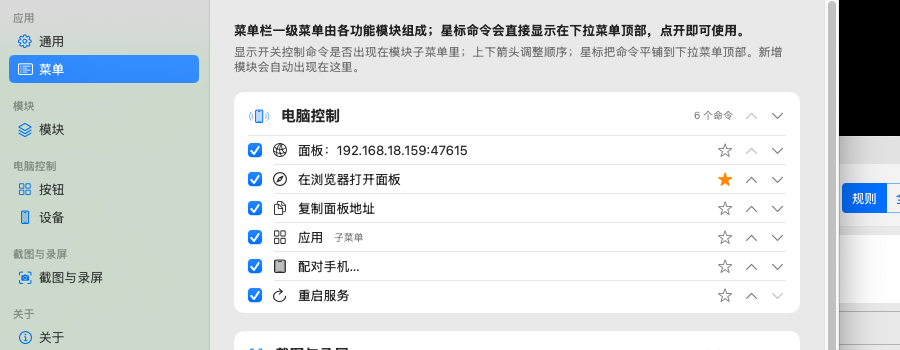 应用
通用
菜单
模块
模块
电脑控制
按钮
设备
截图与录屏
截图与录屏
关于
关于
菜单栏一级菜单由各功能模块组成；星标命令会直接显示在下拉菜单顶部，点开即可使用。
显示开关控制命令是否出现在模块子菜单里；上下箭头调整顺序；星标把命令平铺到下拉菜单顶部。新增
模块会自动出现在这里。
电脑控制
6 个命令
面板：192.168.18.159:47615
在浏览器打开面板
复制面板地址
应用 子菜单
配对手机...
重启服务
规则